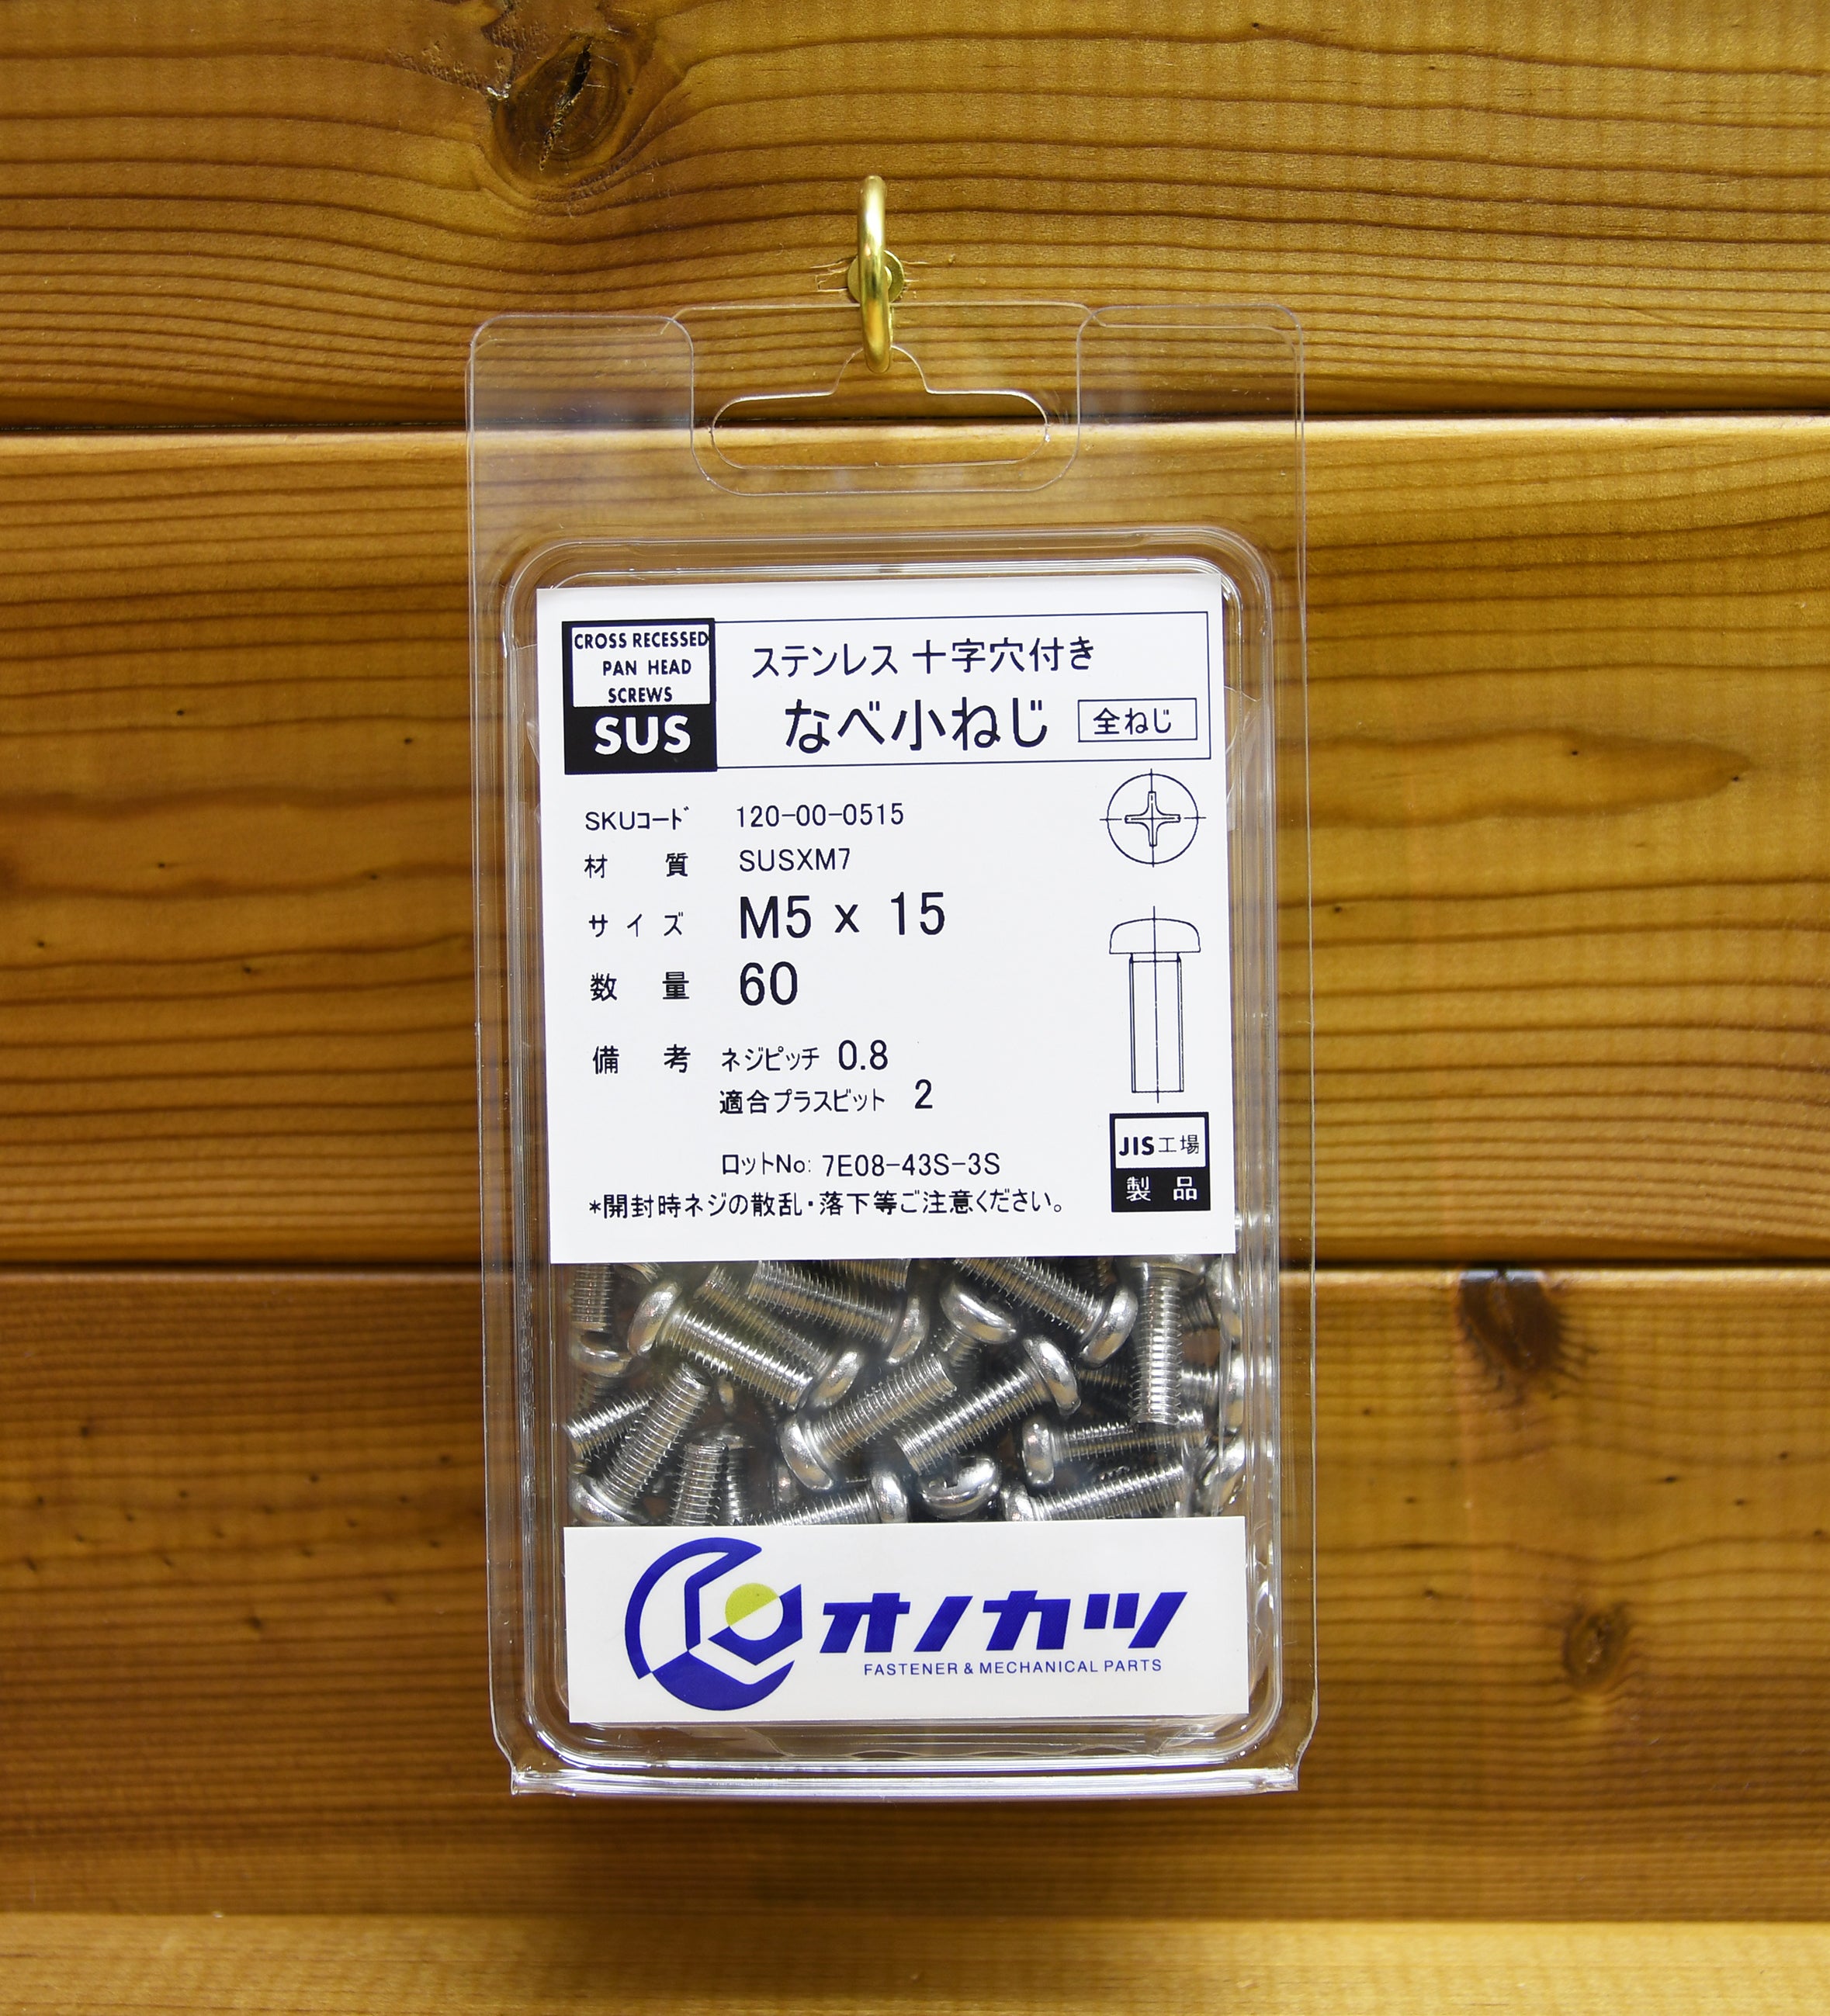 CROSS RECESSED
PAN HEAD
SCREWS
SUS
ステンレス 十字穴付き
なべ小ねじ 全ねじ
SKUコード 120-00-0515
材質 SUSXM7
サイズ M5 x 15
数量 60
備考 ネジピッチ 0.8
適合プラスビット 2
ロットNo: 7E08-43S-3S
*開封時ネジの散乱・落下等ご注意ください。
JIS工場
製品
オノカツ
FASTENER & MECHANICAL PARTS